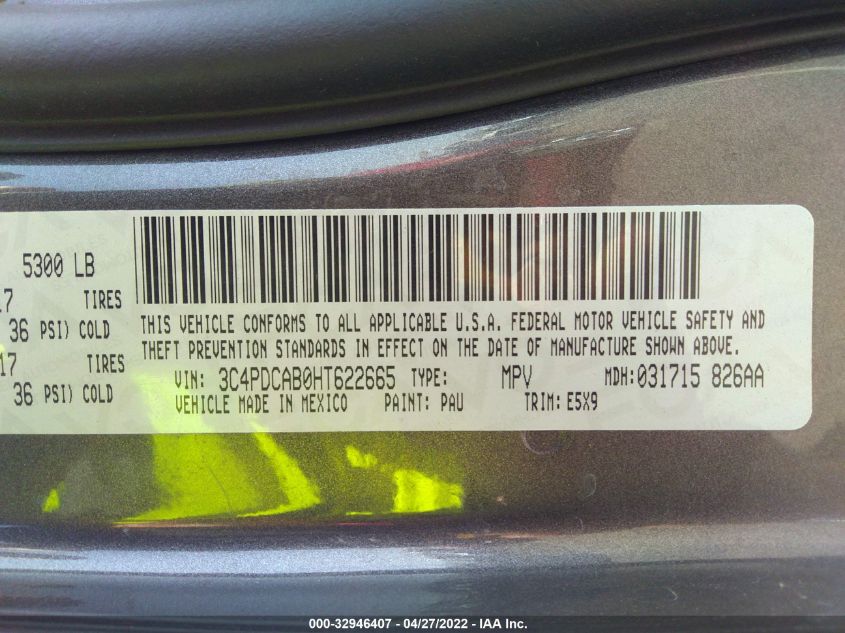 5300 LB
17 TIRES
36 PSI) COLD
17 TIRES
36 PSI) COLD
THIS VEHICLE CONFORMS TO ALL APPLICABLE U.S.A. FEDERAL MOTOR VEHICLE SAFETY AND
THEFT PREVENTION STANDARDS IN EFFECT ON THE DATE OF MANUFACTURE SHOWN ABOVE.
VIN: 3C4PDCAB0HT622665 TYPE: MPV MDH:031715 826AA
VEHICLE MADE IN MEXICO PAINT: PAU TRIM: E5X9
000-32946407 - 04/27/2022 - IAA Inc.